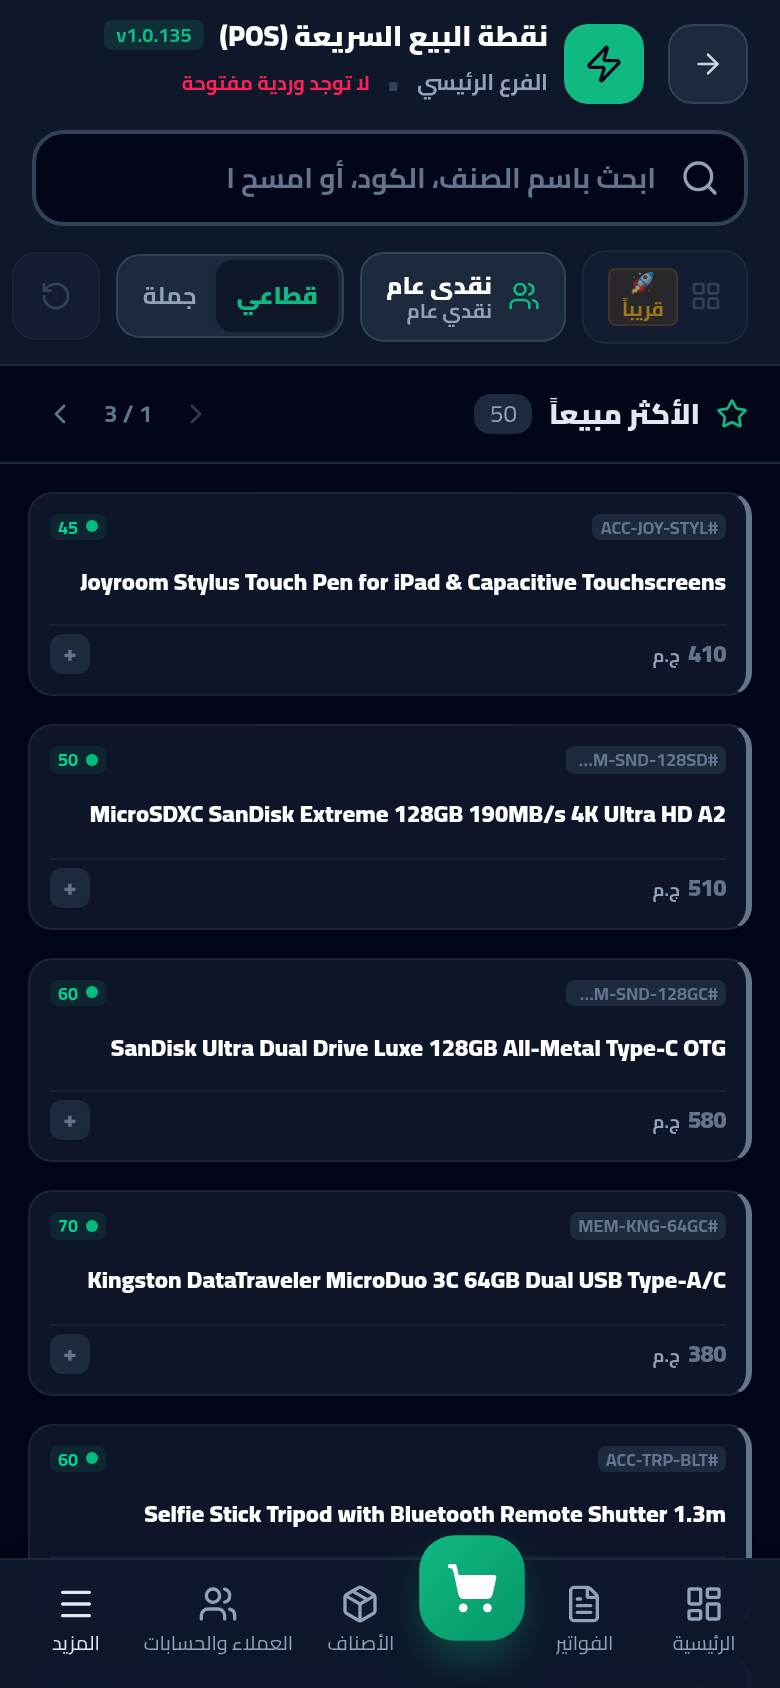 نقطة البيع السريعة (POS) v1.0.135
الفرع الرئيسي لا توجد وردية مفتوحة
ابحث باسم الصنف، الكود، أو امسح ا
🚀 قريباً
نقدي عام
نقدي عام
قطاعي جملة
الأكثر مبيعاً 50
1 / 3
#ACC-JOY-STYL 45
Joyroom Stylus Touch Pen for iPad & Capacitive Touchscreens
410 ج.م +
#M-SND-128SD... 50
MicroSDXC SanDisk Extreme 128GB 190MB/s 4K Ultra HD A2
510 ج.م +
#M-SND-128GC... 60
SanDisk Ultra Dual Drive Luxe 128GB All-Metal Type-C OTG
580 ج.م +
#MEM-KNG-64GC 70
Kingston DataTraveler MicroDuo 3C 64GB Dual USB Type-A/C
380 ج.م +
#ACC-TRP-BLT 60
Selfie Stick Tripod with Bluetooth Remote Shutter 1.3m
الرئيسية
الفواتير
الأصناف
العملاء والحسابات
المزيد